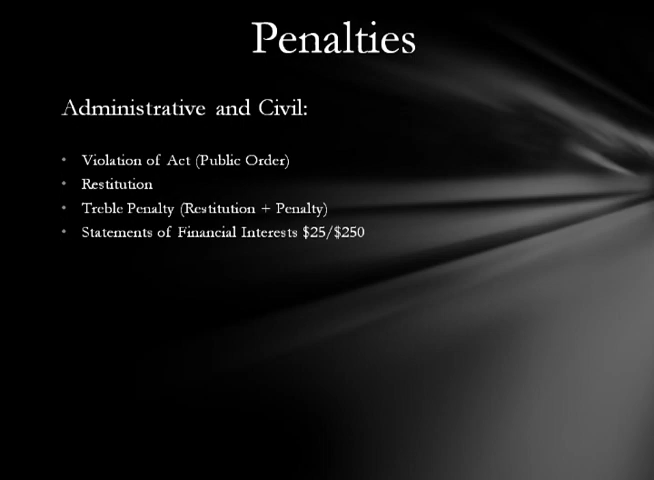 Penalties
Administrative and Civil:
• Violation of Act (Public Order)
• Restitution
• Treble Penalty (Restitution + Penalty)
• Statements of Financial Interests $25/$250